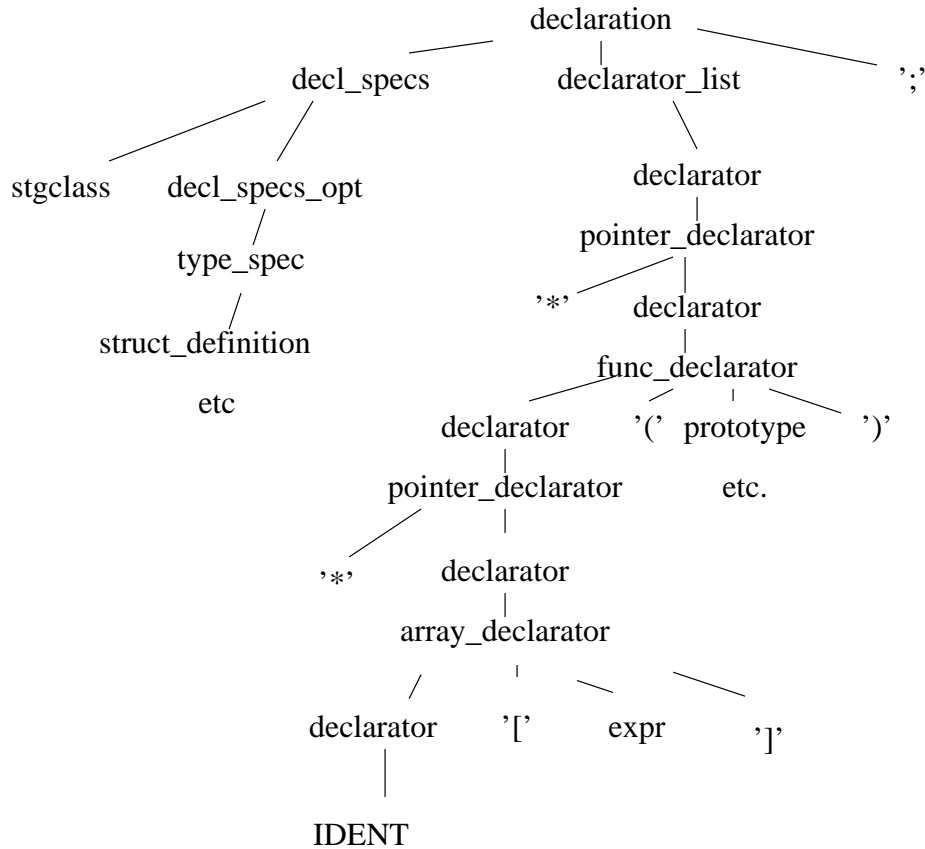 declaration
decl_specs declarator_list ’;’
stgclass decl_specs_opt declarator
pointer_declarator
type_spec
’*’ declarator
struct_definition
func_declarator
etc
declarator ’(’ prototype ’)’
pointer_declarator etc.
’*’ declarator
array_declarator
declarator ’[’ expr ’]’
IDENT